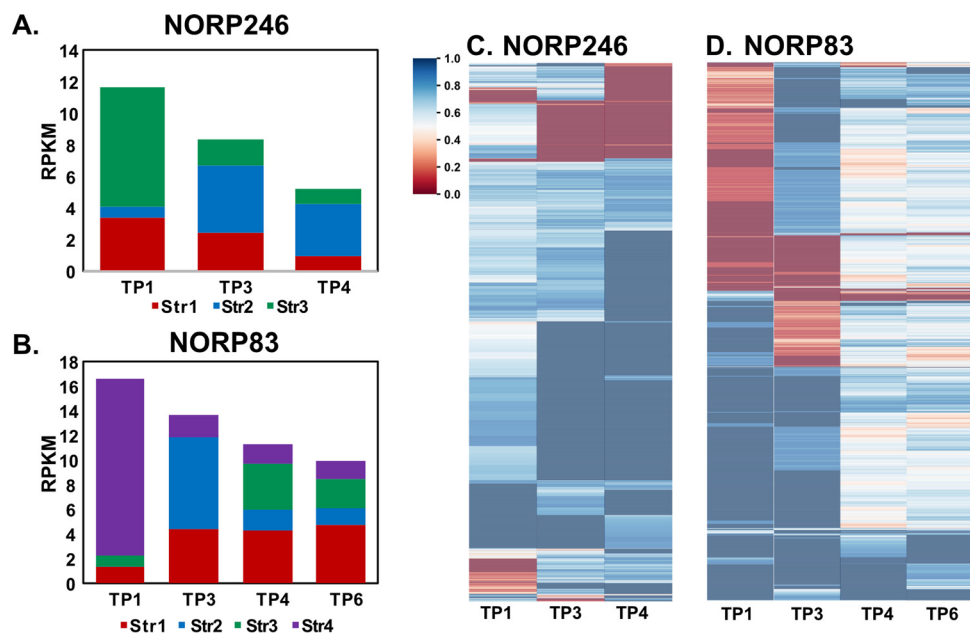 A. NORP246
14
12
10
8
6
4
2
0
RPKM
TP1 TP3 TP4
Str1 Str2 Str3
B. NORP83
18
16
14
12
10
8
6
4
2
0
RPKM
TP1 TP3 TP4 TP6
Str1 Str2 Str3 Str4
1.0
0.8
0.6
0.4
0.2
0.0
C. NORP246
TP1 TP3 TP4
D. NORP83
TP1 TP3 TP4 TP6